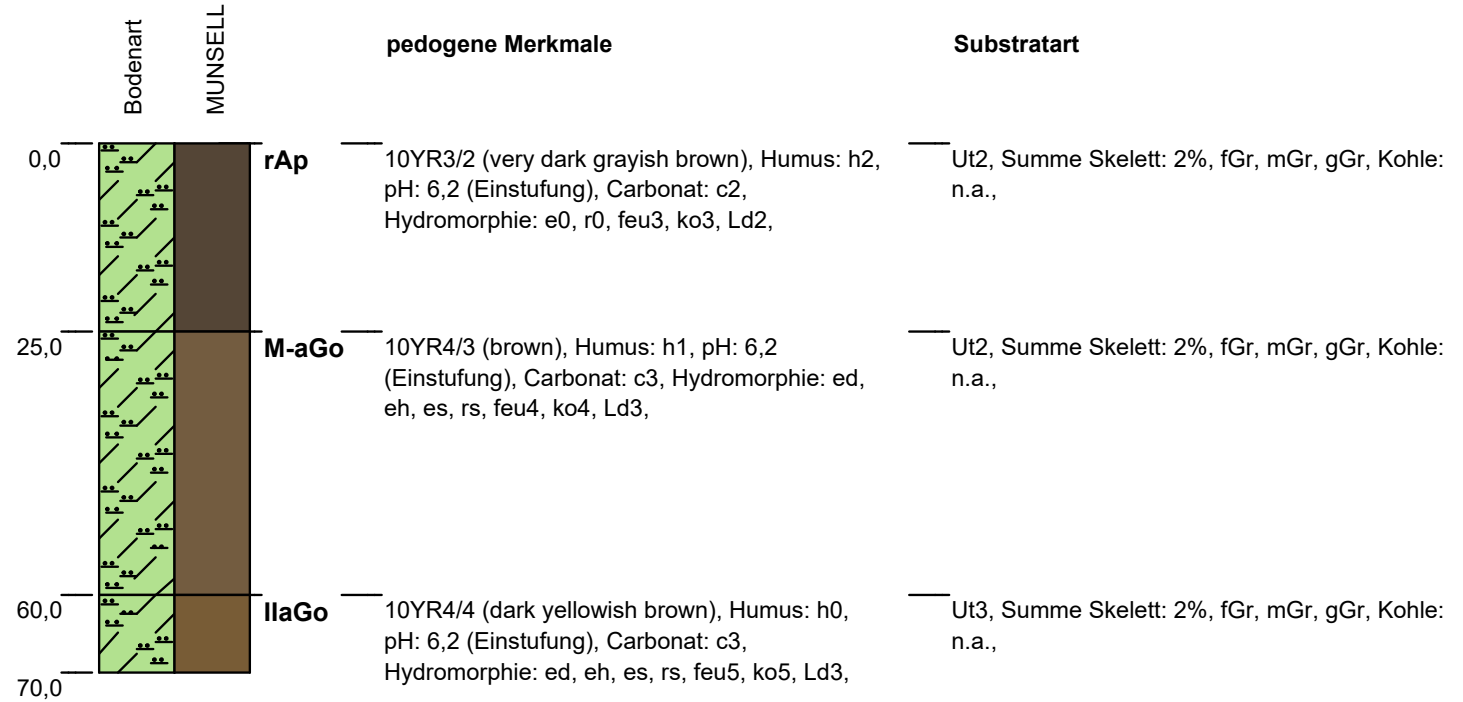 Bodenart
MUNSELL
pedogene Merkmale
Substratart
0,0
rAp
10YR3/2 (very dark grayish brown), Humus: h2,
pH: 6,2 (Einstufung), Carbonat: c2,
Hydromorphie: e0, r0, feu3, ko3, Ld2,
Ut2, Summe Skelett: 2%, fGr, mGr, gGr, Kohle:
n.a.,
25,0
M-aGo
10YR4/3 (brown), Humus: h1, pH: 6,2
(Einstufung), Carbonat: c3, Hydromorphie: ed,
eh, es, rs, feu4, ko4, Ld3,
Ut2, Summe Skelett: 2%, fGr, mGr, gGr, Kohle:
n.a.,
60,0
IIaGo
10YR4/4 (dark yellowish brown), Humus: h0,
pH: 6,2 (Einstufung), Carbonat: c3,
Hydromorphie: ed, eh, es, rs, feu5, ko5, Ld3,
Ut3, Summe Skelett: 2%, fGr, mGr, gGr, Kohle:
n.a.,
70,0